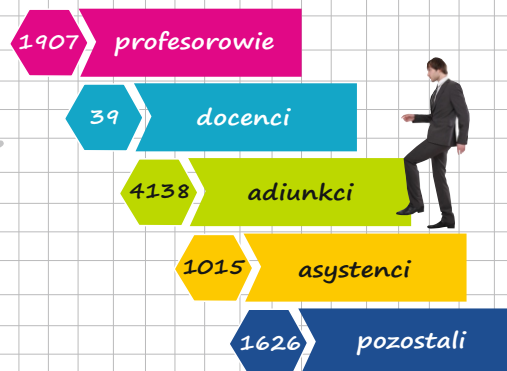 1907 profesorowie
39 docenci
4138 adiunkci
1015 asystenci
1626 pozostali